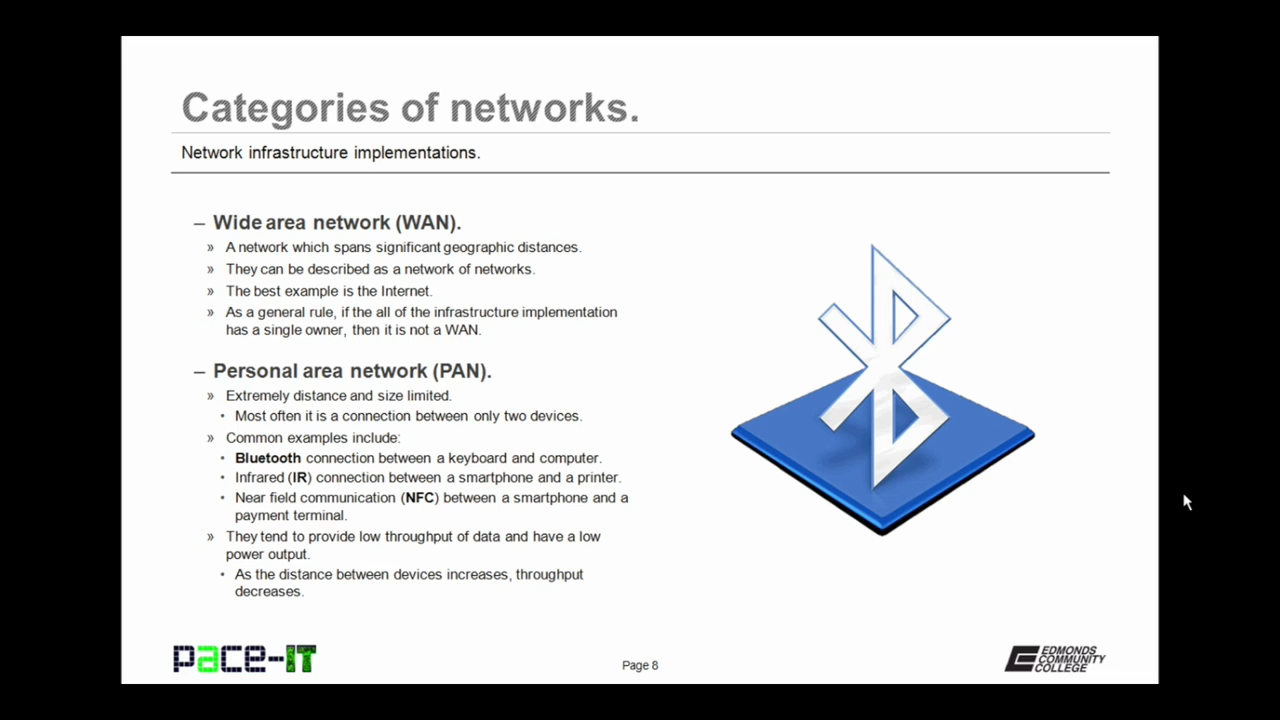 Categories of networks.
Network infrastructure implementations.
– Wide area network (WAN).
» A network which spans significant geographic distances.
» They can be described as a network of networks.
» The best example is the Internet.
» As a general rule, if the all of the infrastructure implementation
has a single owner, then it is not a WAN.
– Personal area network (PAN).
» Extremely distance and size limited.
• Most often it is a connection between only two devices.
» Common examples include:
• Bluetooth connection between a keyboard and computer.
• Infrared (IR) connection between a smartphone and a printer.
• Near field communication (NFC) between a smartphone and a
payment terminal.
» They tend to provide low throughput of data and have a low
power output.
• As the distance between devices increases, throughput
decreases.
pace-IT
Page 8
EDMONDS
COMMUNITY
COLLEGE